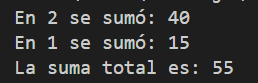 En 2 se sumó: 40
En 1 se sumó: 15
La suma total es: 55